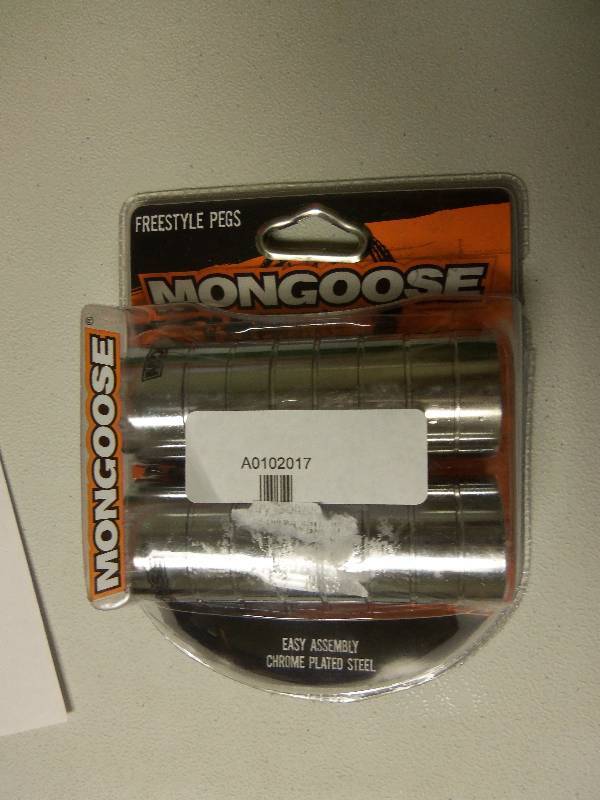 FREESTYLE PEGS
MONGOOSE
MONGOOSE®
A0102017
EASY ASSEMBLY
CHROME PLATED STEEL